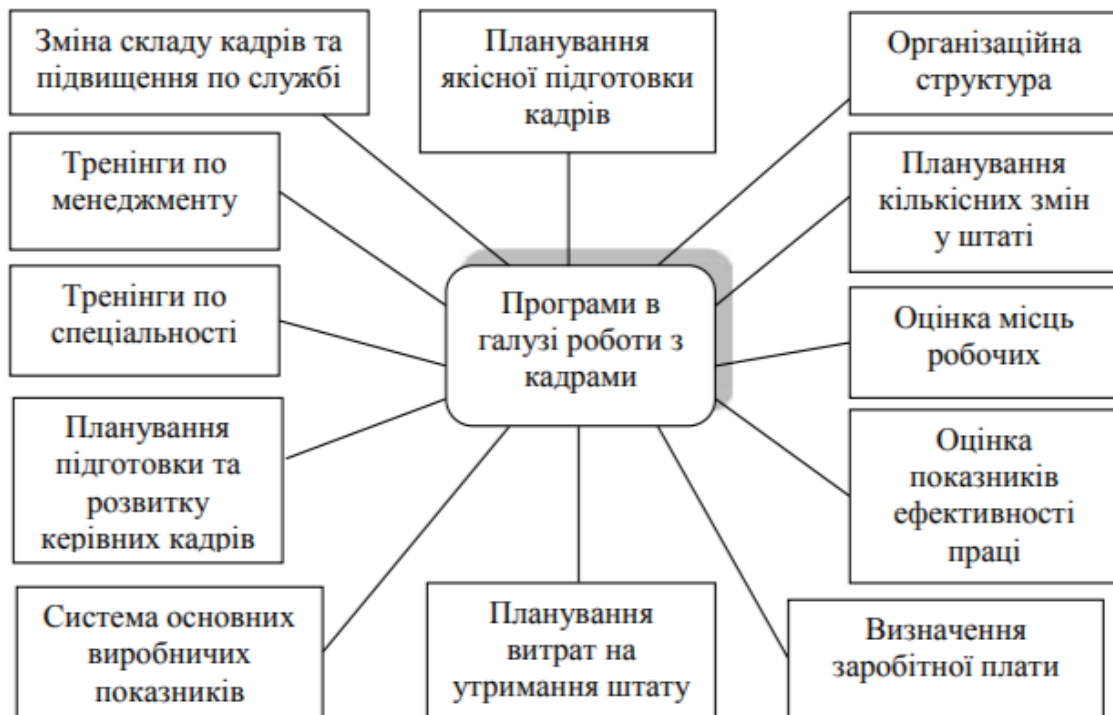 Зміна складу кадрів та
підвищення по службі
Планування
якісної підготовки
кадрів
Організаційна
структура
Тренінги по
менеджменту
Планування
кількісних змін
у штаті
Тренінги по
спеціальності
Програми в
галузі роботи з
кадрами
Оцінка місць
робочих
Планування
підготовки та
розвитку
керівних кадрів
Оцінка
показників
ефективності
праці
Система основних
виробничих
показників
Планування
витрат на
утримання штату
Визначення
заробітної плати